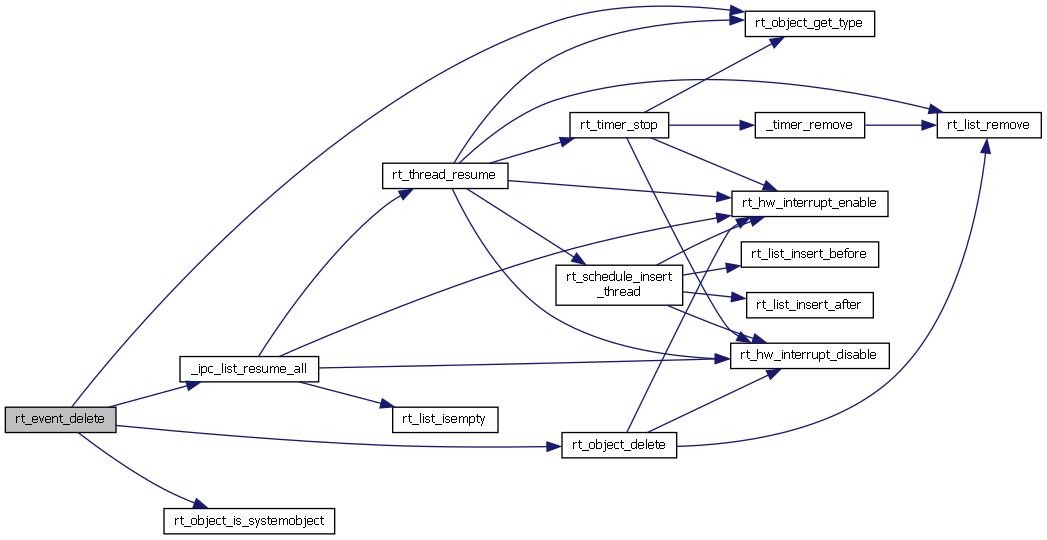 rt_object_get_type
rt_timer_stop
_timer_remove
rt_list_remove
rt_thread_resume
rt_hw_interrupt_enable
rt_list_insert_before
rt_schedule_insert
_thread
rt_list_insert_after
rt_hw_interrupt_disable
_ipc_list_resume_all
rt_event_delete
rt_list_isempty
rt_object_delete
rt_object_is_systemobject